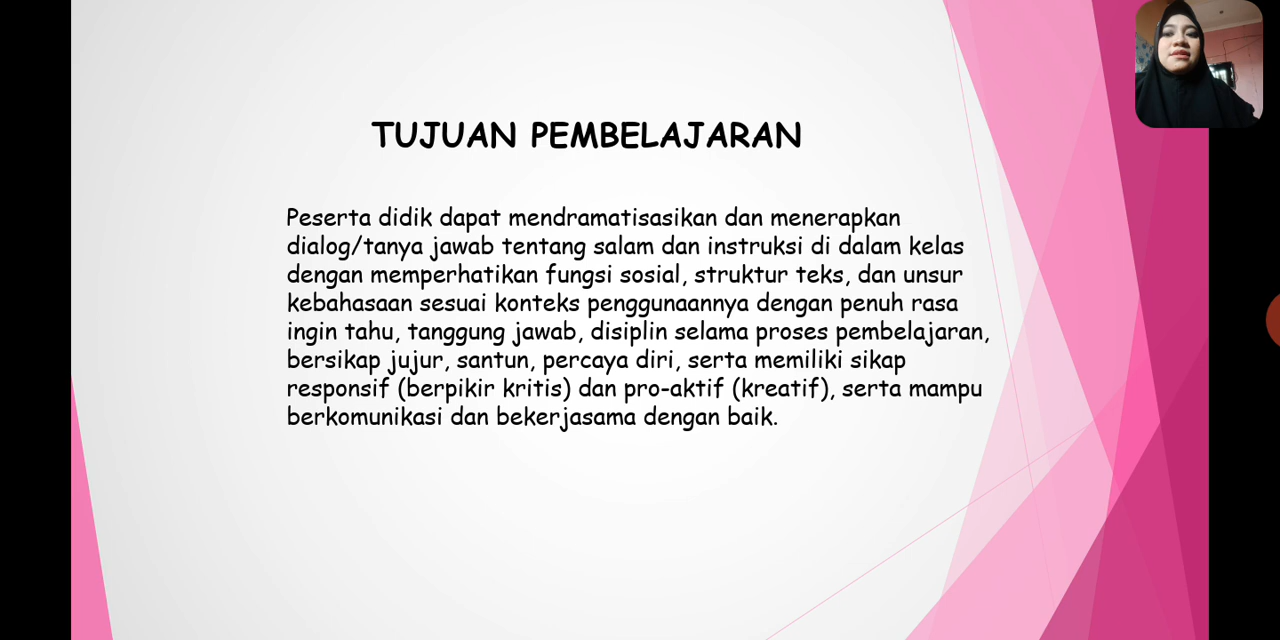 TUJUAN PEMBELAJARAN
Peserta didik dapat mendramatisasikan dan menerapkan
dialog/tanya jawab tentang salam dan instruksi di dalam kelas
dengan memperhatikan fungsi sosial, struktur teks, dan unsur
kebahasaan sesuai konteks penggunaannya dengan penuh rasa
ingin tahu, tanggung jawab, disiplin selama proses pembelajaran,
bersikap jujur, santun, percaya diri, serta memiliki sikap
responsif (berpikir kritis) dan pro-aktif (kreatif), serta mampu
berkomunikasi dan bekerjasama dengan baik.